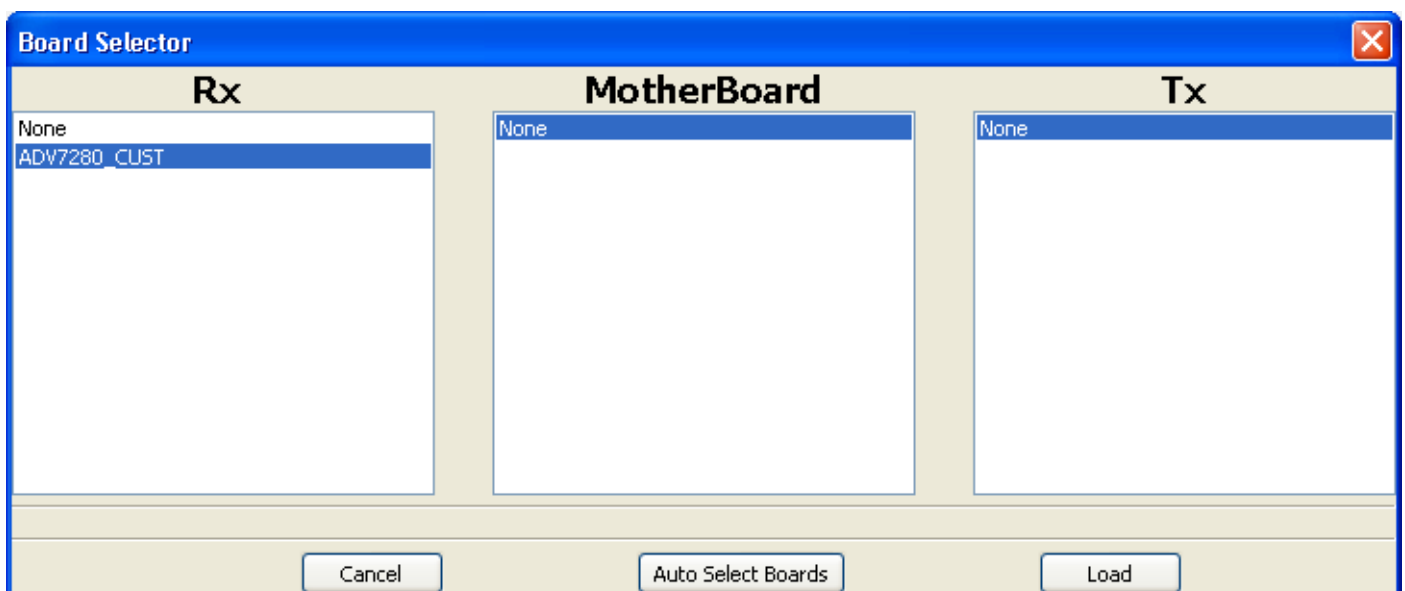 Board Selector
Rx
MotherBoard
Tx
None
ADV7280_CUST
None
None
Cancel
Auto Select Boards
Load